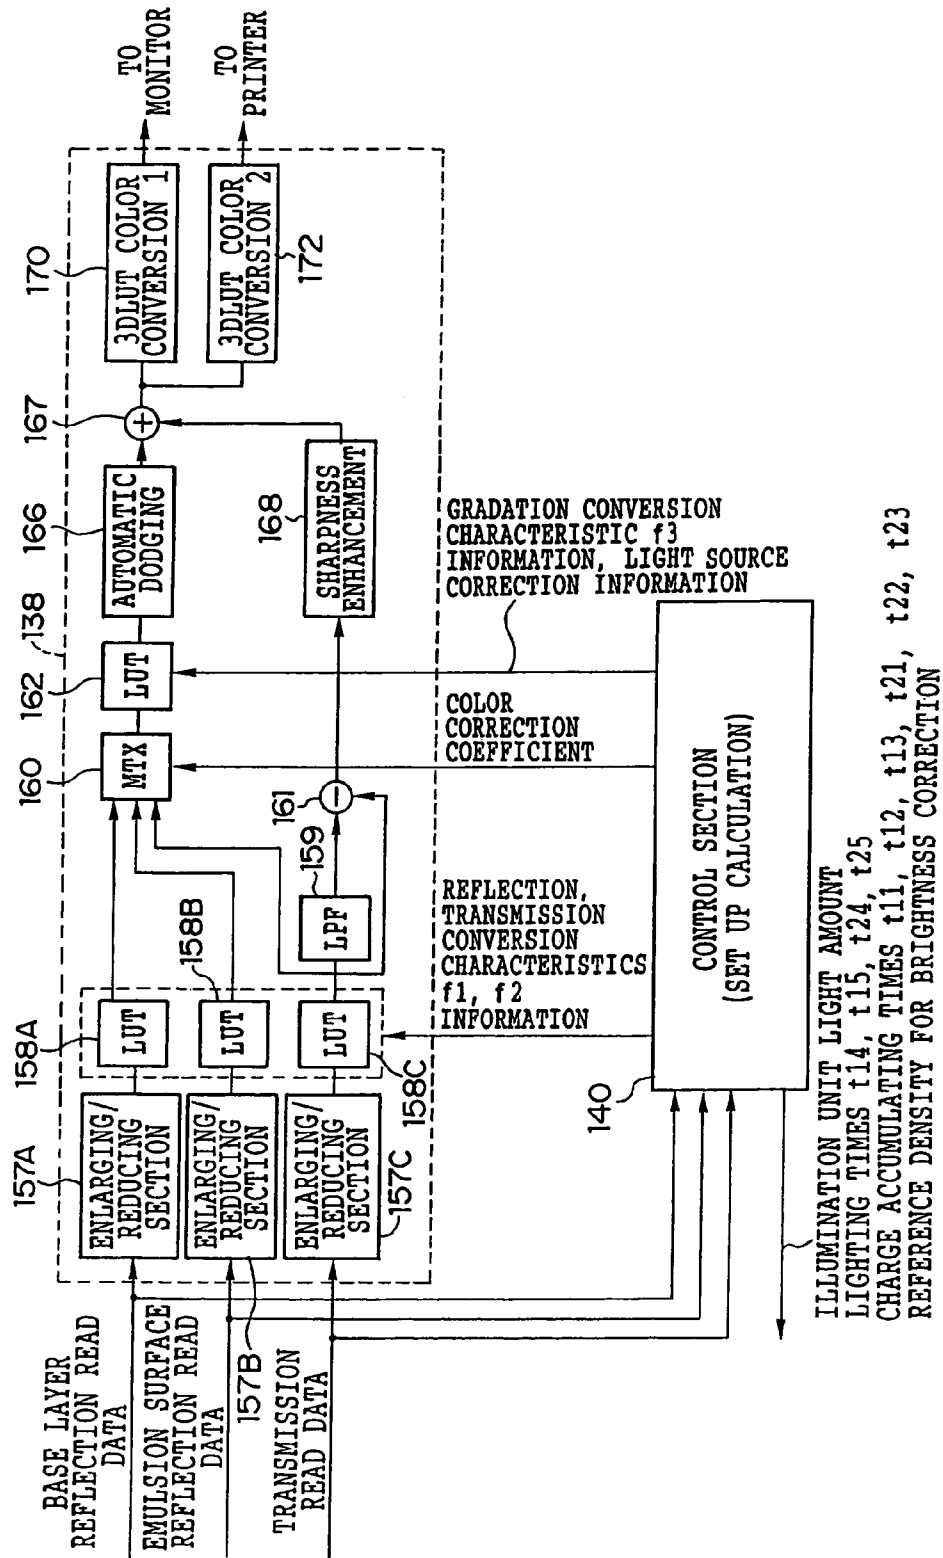 BASE LAYER
REFLECTION READ
DATA
EMULSION SURFACE
REFLECTION READ
DATA
TRANSMISSION
READ DATA
157A
ENLARGING/
REDUCING
SECTION
157B
ENLARGING/
REDUCING
SECTION
157C
ENLARGING/
REDUCING
SECTION
158A
LUT
158B
LUT
158C
LUT
LPF
159
161
−
160
MTX
162
LUT
138
166
AUTOMATIC
DODGING
167
+
168
SHARPNESS
ENHANCEMENT
170
3DLUT COLOR
CONVERSION 1
3DLUT COLOR
CONVERSION 2
172
TO
MONITOR
TO
PRINTER
REFLECTION,
TRANSMISSION
CONVERSION
CHARACTERISTICS
f1, f2
INFORMATION
COLOR
CORRECTION
COEFFICIENT
GRADATION CONVERSION
CHARACTERISTIC f3
INFORMATION, LIGHT SOURCE
CORRECTION INFORMATION
140
CONTROL SECTION
(SET UP CALCULATION)
ILLUMINATION UNIT LIGHT AMOUNT
LIGHTING TIMES t14, t15, t24, t25
CHARGE ACCUMULATING TIMES t11, t12, t13, t21, t22, t23
REFERENCE DENSITY FOR BRIGHTNESS CORRECTION